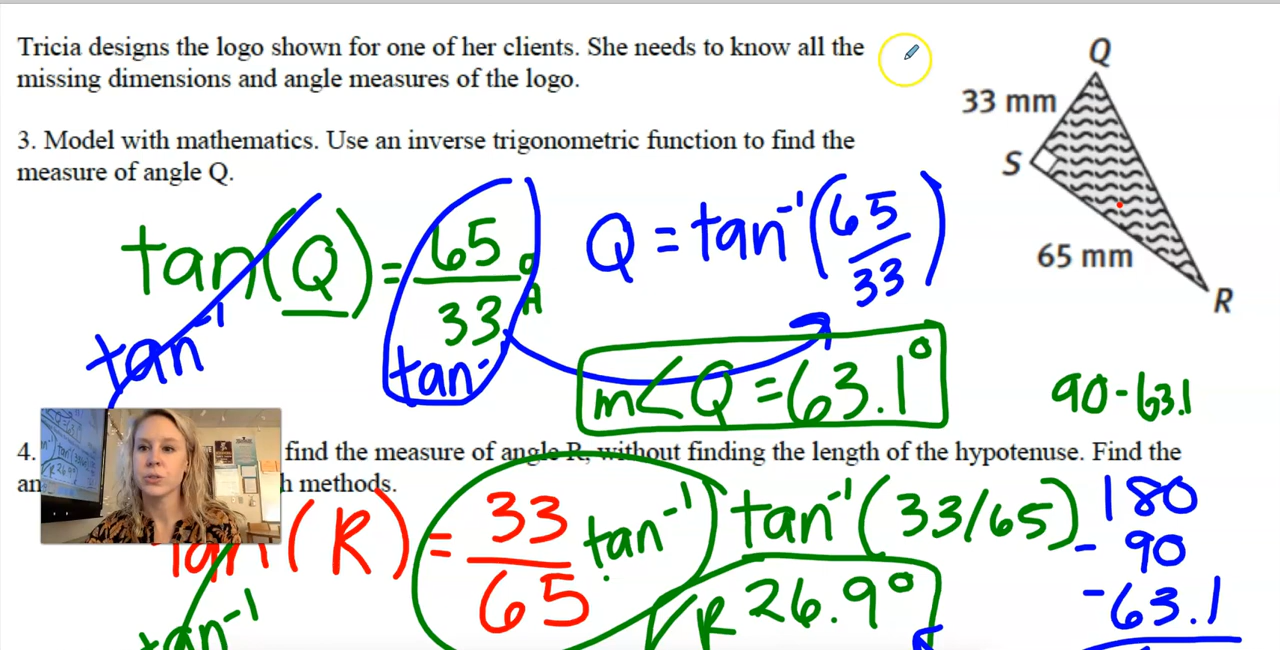 Tricia designs the logo shown for one of her clients. She needs to know all the
missing dimensions and angle measures of the logo.
Q
33 mm
S
65 mm
R
3. Model with mathematics. Use an inverse trigonometric function to find the
measure of angle Q.
tan(Q) = 65 O
33 A
tan⁻¹
tan⁻
Q = tan⁻¹(65
33)
m∠Q = 63.1°
90-63.1
4.
find the measure of angle R, without finding the length of the hypotenuse. Find the
an
h methods.
tan(R) = 33
65
tan⁻¹)
tan⁻¹
tan⁻¹(33/65)
R 26.9°
180
- 90
-63.1